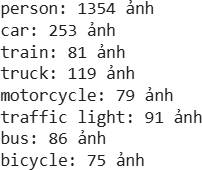 person: 1354 ảnh
car: 253 ảnh
train: 81 ảnh
truck: 119 ảnh
motorcycle: 79 ảnh
traffic light: 91 ảnh
bus: 86 ảnh
bicycle: 75 ảnh